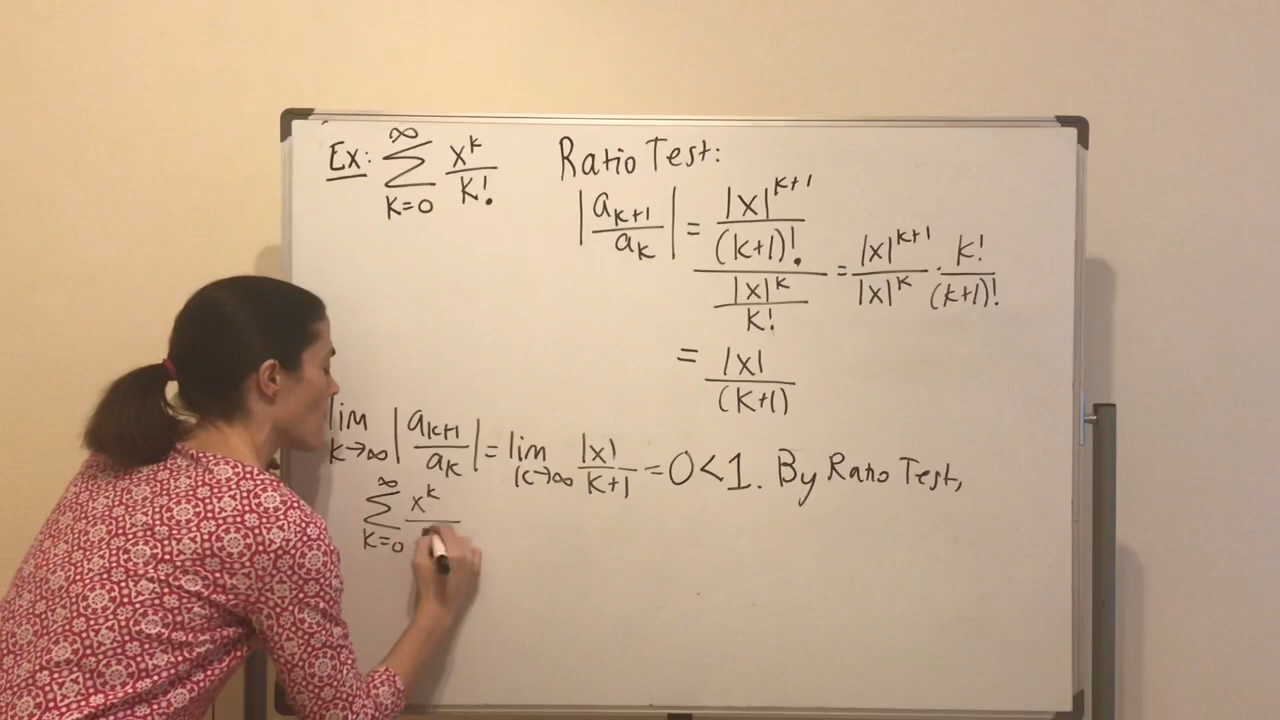 Ex: ∑_{K=0}^{∞} x^k / K!
Ratio Test:
|a_{k+1} / a_k| = (|x|^{k+1} / (k+1)!) / (|x|^k / k!) = |x|^{k+1} / |x|^k · k! / (k+1)!
= |x| / (k+1)
lim_{k→∞} |a_{k+1} / a_k| = lim_{k→∞} |x| / k+1 = 0 < 1. By Ratio Test,
∑_{K=0}^{∞} x^k